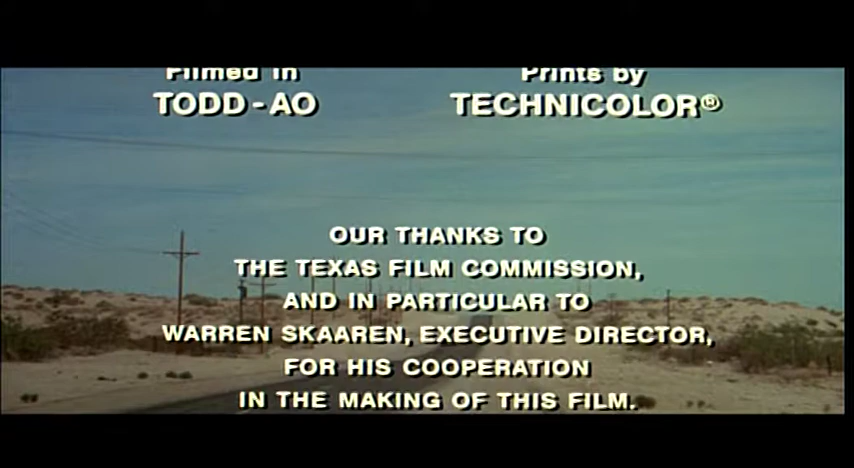 Filmed in
TODD-AO
Prints by
TECHNICOLOR®
OUR THANKS TO
THE TEXAS FILM COMMISSION,
AND IN PARTICULAR TO
WARREN SKAAREN, EXECUTIVE DIRECTOR,
FOR HIS COOPERATION
IN THE MAKING OF THIS FILM.